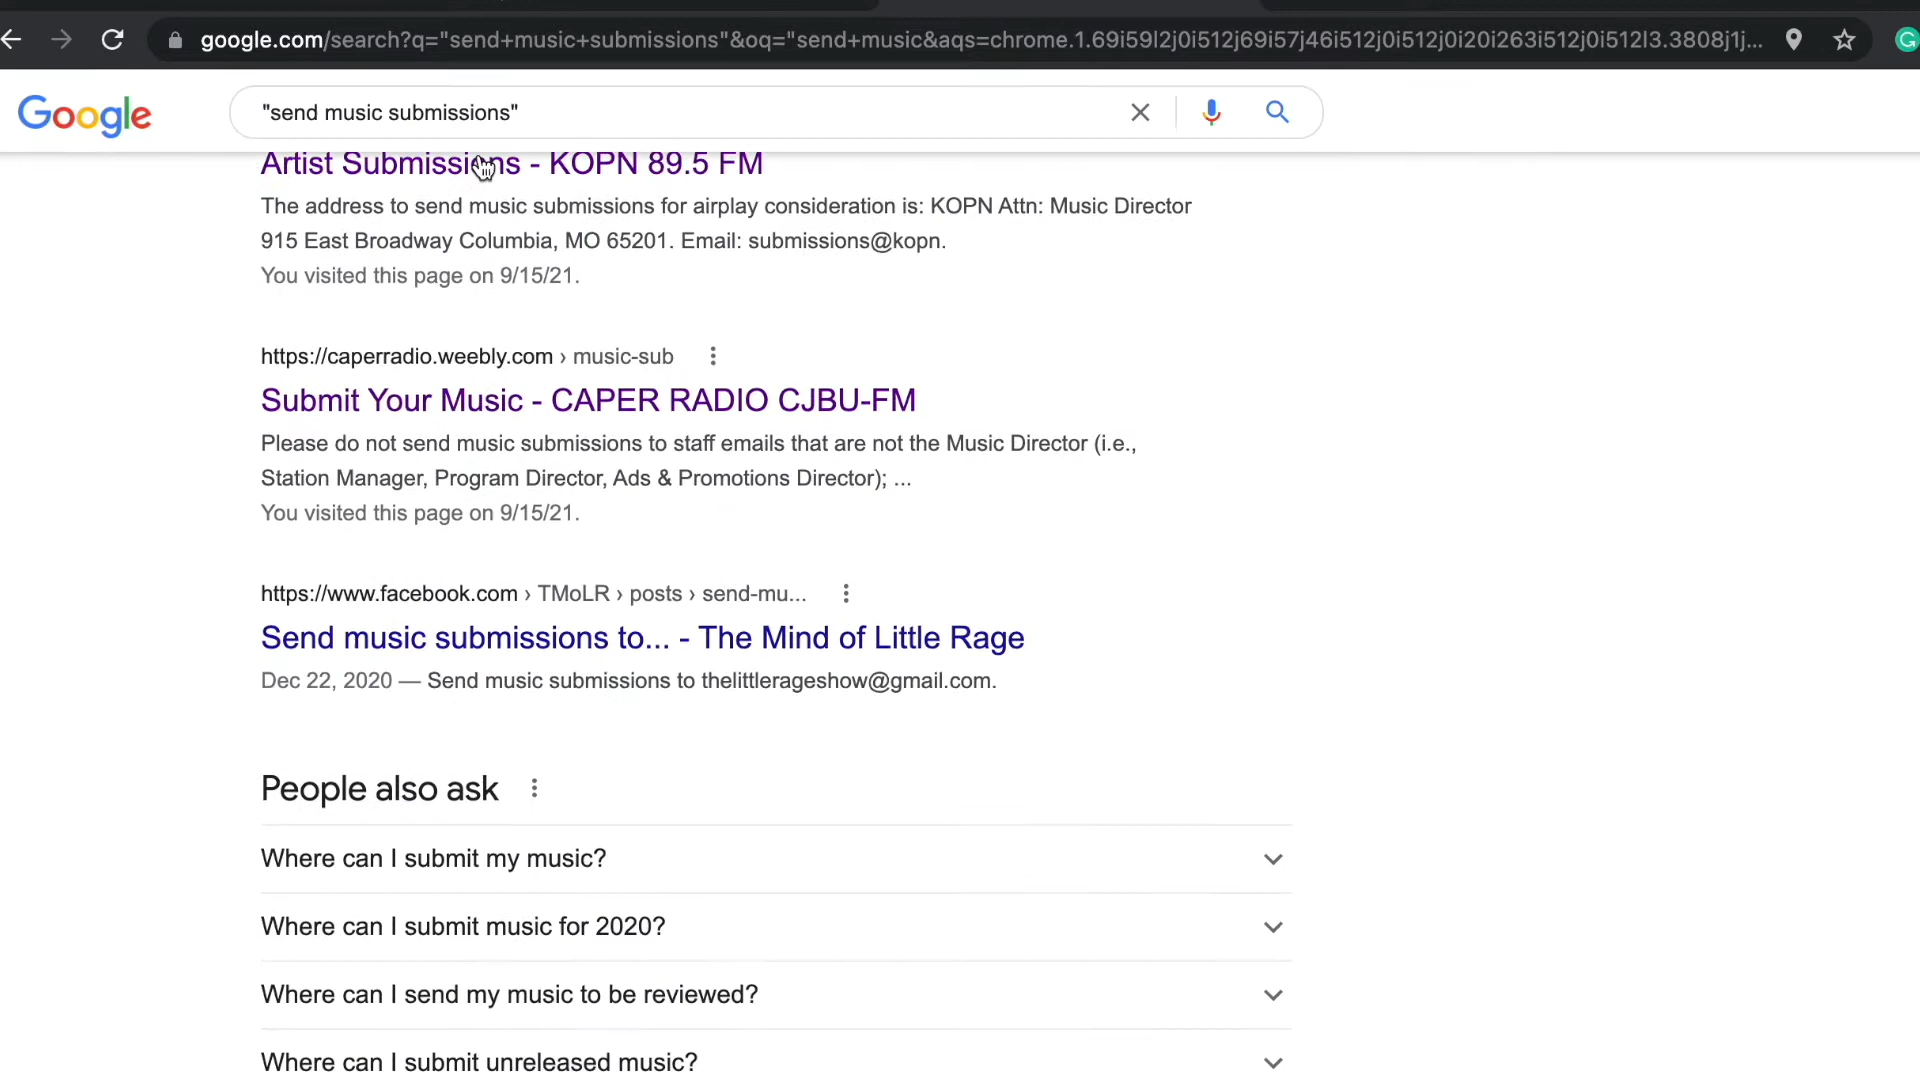 google.com/search?q="send+music+submissions"&oq="send+music&aqs=chrome.1.69i59l2j0i512j69i57j46i512j0i512j0i20i263i512j0i512l3.3808j1j...
G
Google
"send music submissions"
Artist Submissions - KOPN 89.5 FM
The address to send music submissions for airplay consideration is: KOPN Attn: Music Director
915 East Broadway Columbia, MO 65201. Email: submissions@kopn.
You visited this page on 9/15/21.
https://caperradio.weebly.com › music-sub
Submit Your Music - CAPER RADIO CJBU-FM
Please do not send music submissions to staff emails that are not the Music Director (i.e.,
Station Manager, Program Director, Ads & Promotions Director); ...
You visited this page on 9/15/21.
https://www.facebook.com › TMoLR › posts › send-mu...
Send music submissions to... - The Mind of Little Rage
Dec 22, 2020 — Send music submissions to thelittlerageshow@gmail.com.
People also ask
Where can I submit my music?
Where can I submit music for 2020?
Where can I send my music to be reviewed?
Where can I submit unreleased music?